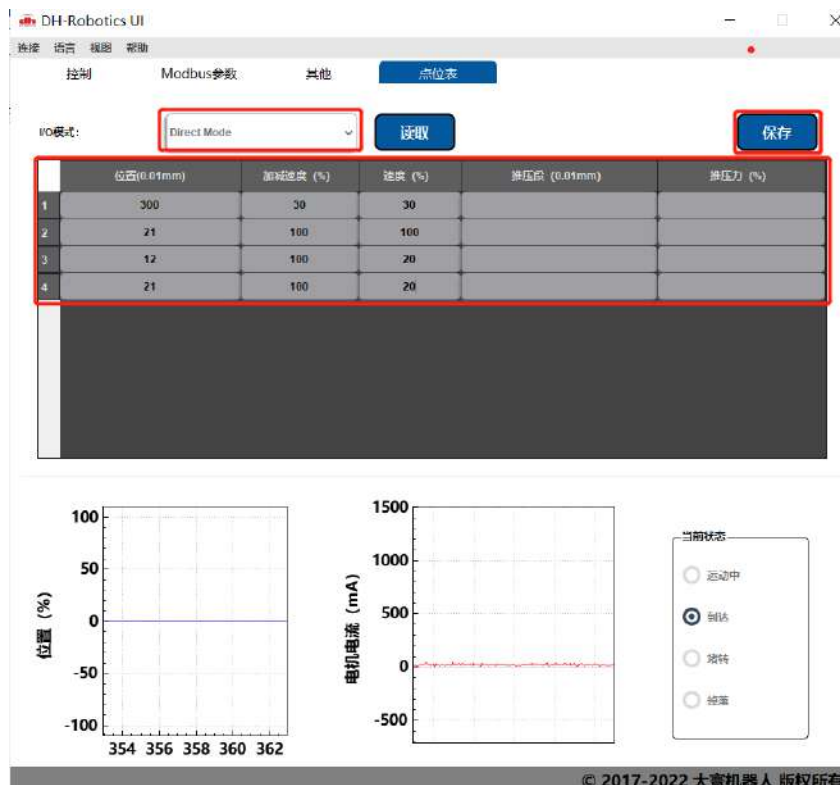 DH-Robotics UI
连接 语言 视图 帮助
控制 Modbus参数 其他 点位表
I/O模式: Direct Mode 读取 保存
位置(0.01mm) 加减速度 (%) 速度 (%) 推压段 (0.01mm) 推压力 (%)
1 300 30 30
2 21 100 100
3 12 100 20
4 21 100 20
100
50
0
-50
-100
位置 (%)
354 356 358 360 362
1500
1000
500
0
-500
电机电流 (mA)
当前状态
运动中
到达
堵转
掉落
© 2017-2022 大寰机器人 版权所有